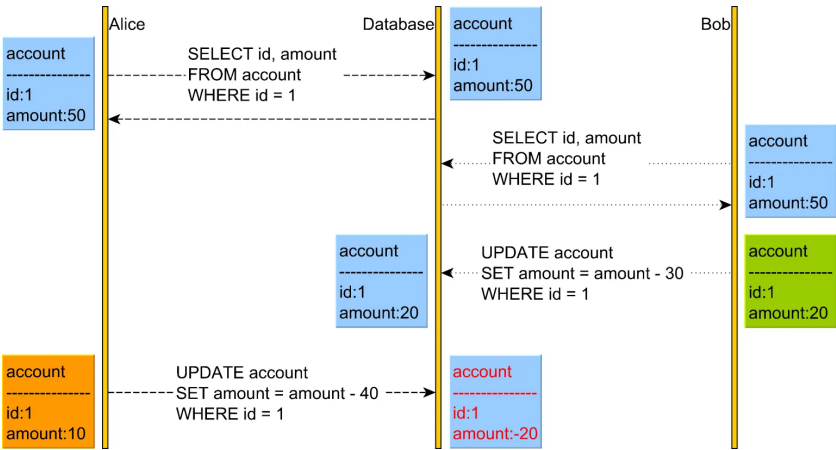 Alice
Database
Bob
account
---------------
id:1
amount:50
SELECT id, amount
FROM account
WHERE id = 1
account
---------------
id:1
amount:50
SELECT id, amount
FROM account
WHERE id = 1
account
---------------
id:1
amount:50
account
---------------
id:1
amount:20
UPDATE account
SET amount = amount - 30
WHERE id = 1
account
---------------
id:1
amount:20
account
---------------
id:1
amount:10
UPDATE account
SET amount = amount - 40
WHERE id = 1
account
---------------
id:1
amount:-20